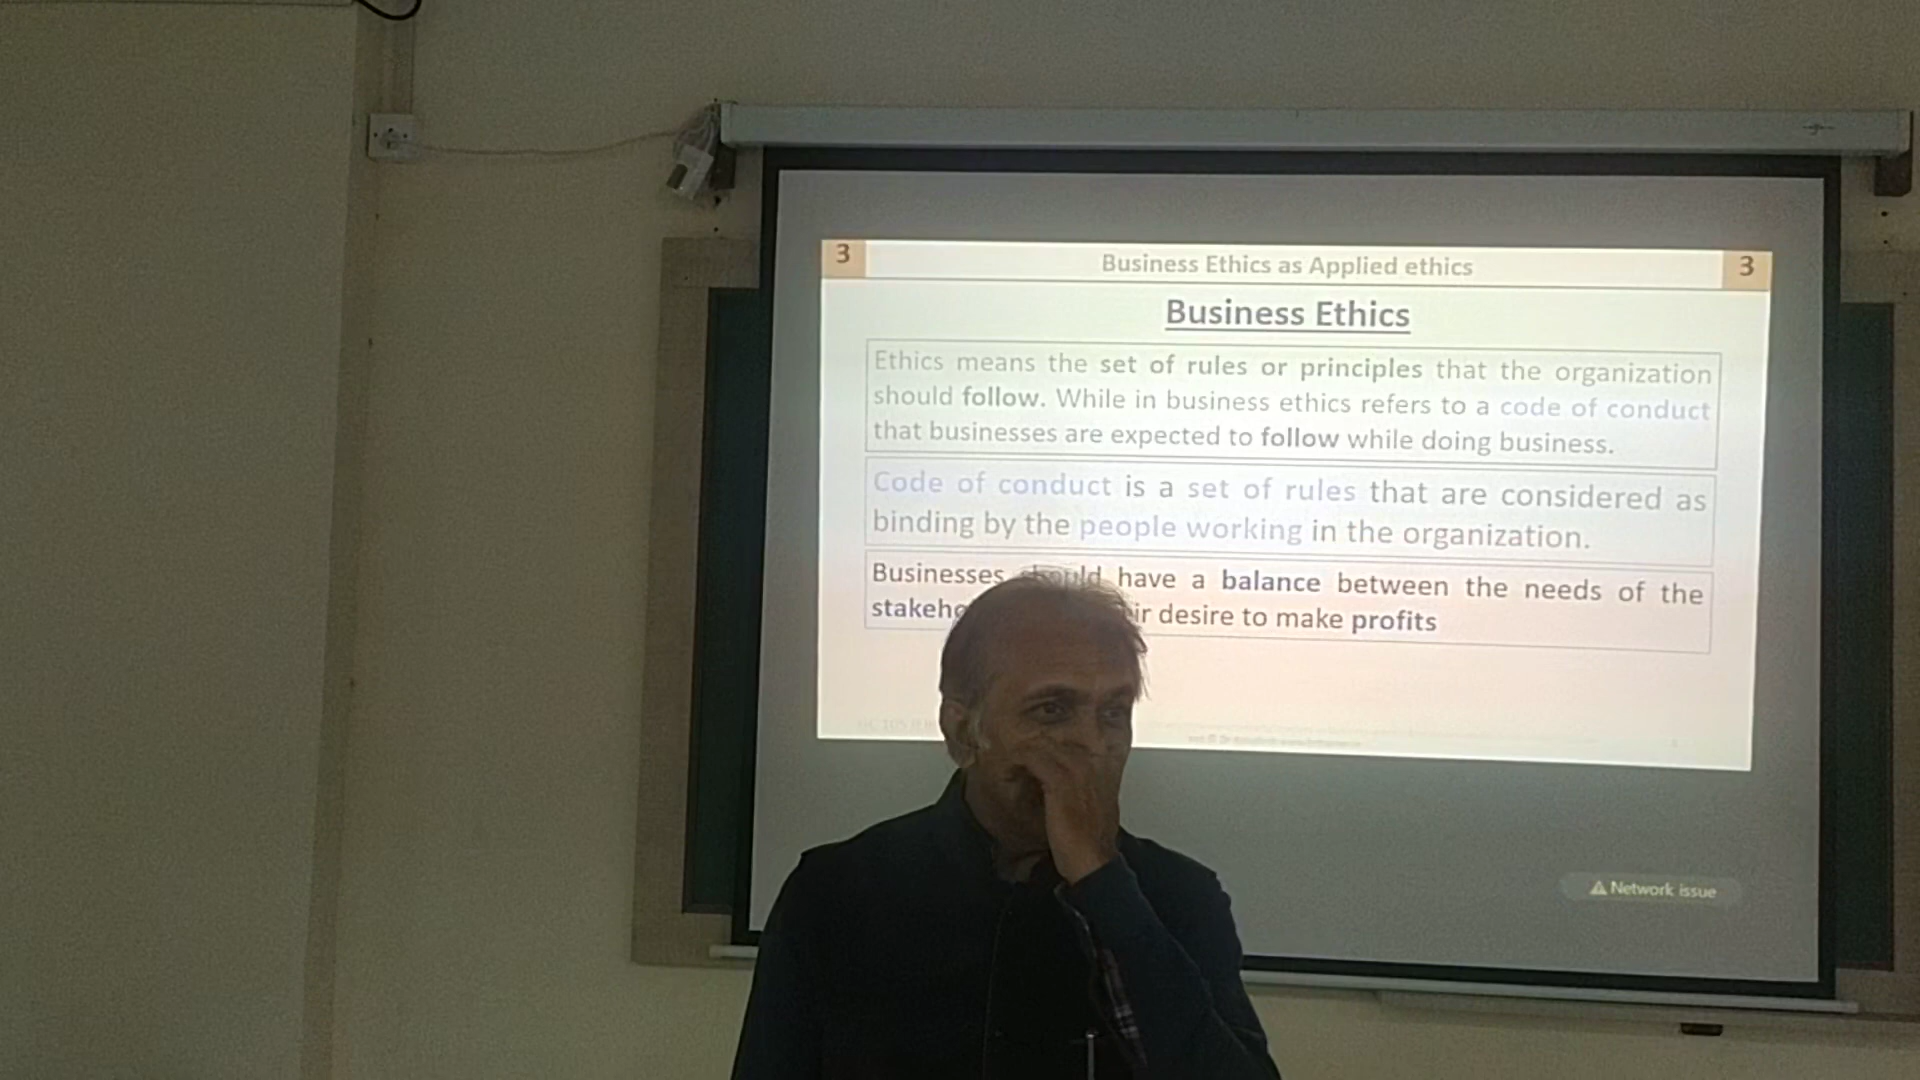 3 Business Ethics as Applied ethics 3
Business Ethics
Ethics means the set of rules or principles that the organization
should follow. While in business ethics refers to a code of conduct
that businesses are expected to follow while doing business.
Code of conduct is a set of rules that are considered as
binding by the people working in the organization.
Businesses should have a balance between the needs of the
desire to make profits
Network issue